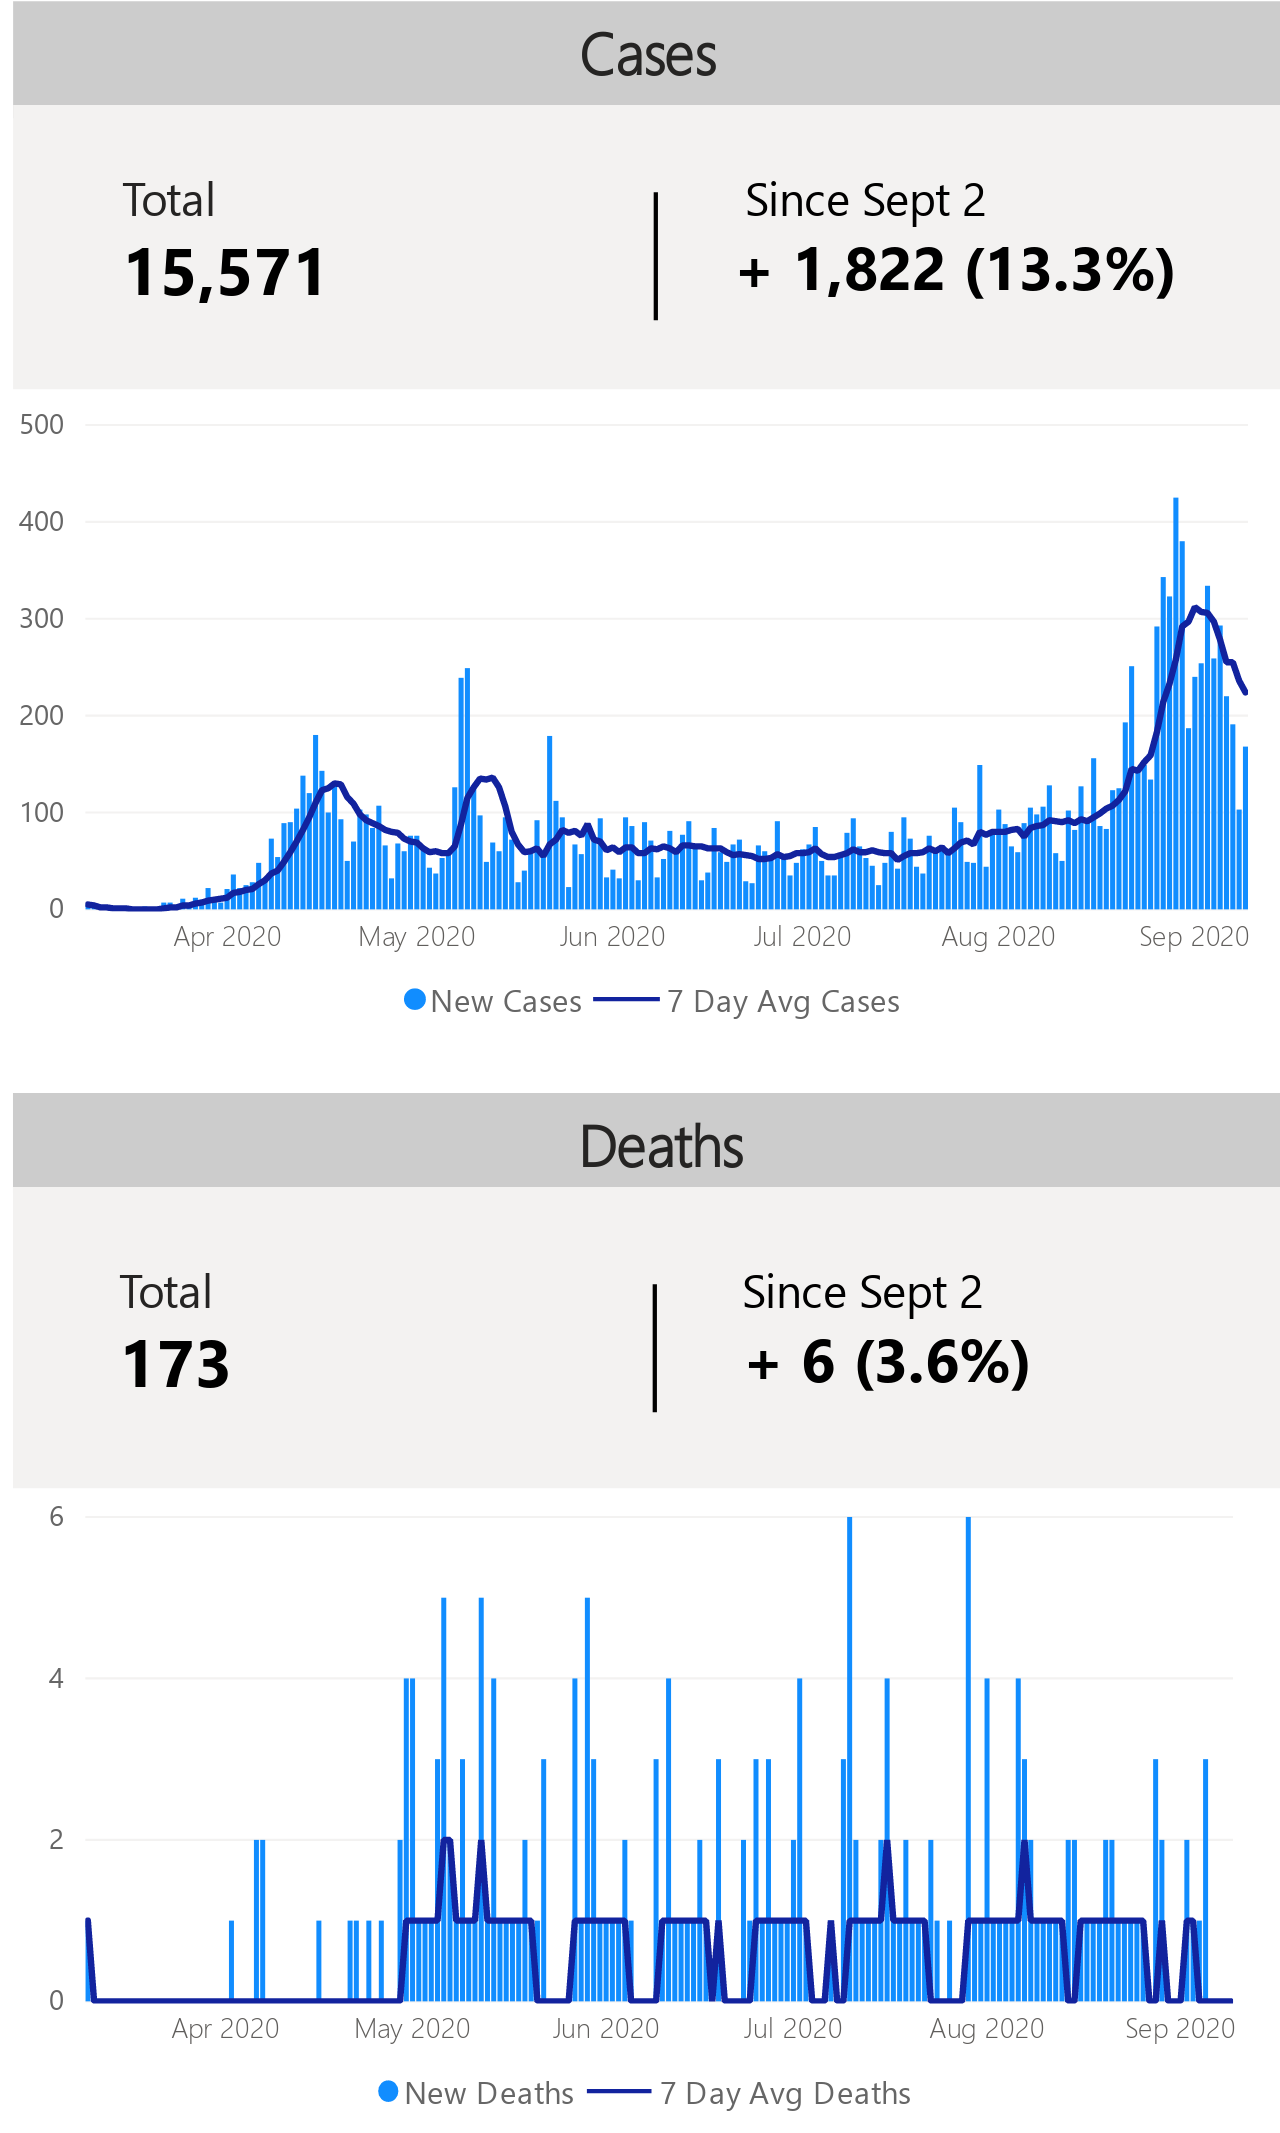 Cases
Total
Since Sept 2
15,571
+ 1,822 (13.3%)
500
400
300
200
100
0
Apr 2020 May 2020 Jun 2020 Jul 2020 Aug 2020 Sep 2020
New Cases 7 Day Avg Cases
Deaths
Total
Since Sept 2
173
+ 6 (3.6%)
6
4
2
0
Apr 2020 May 2020 Jun 2020 Jul 2020 Aug 2020 Sep 2020
New Deaths 7 Day Avg Deaths